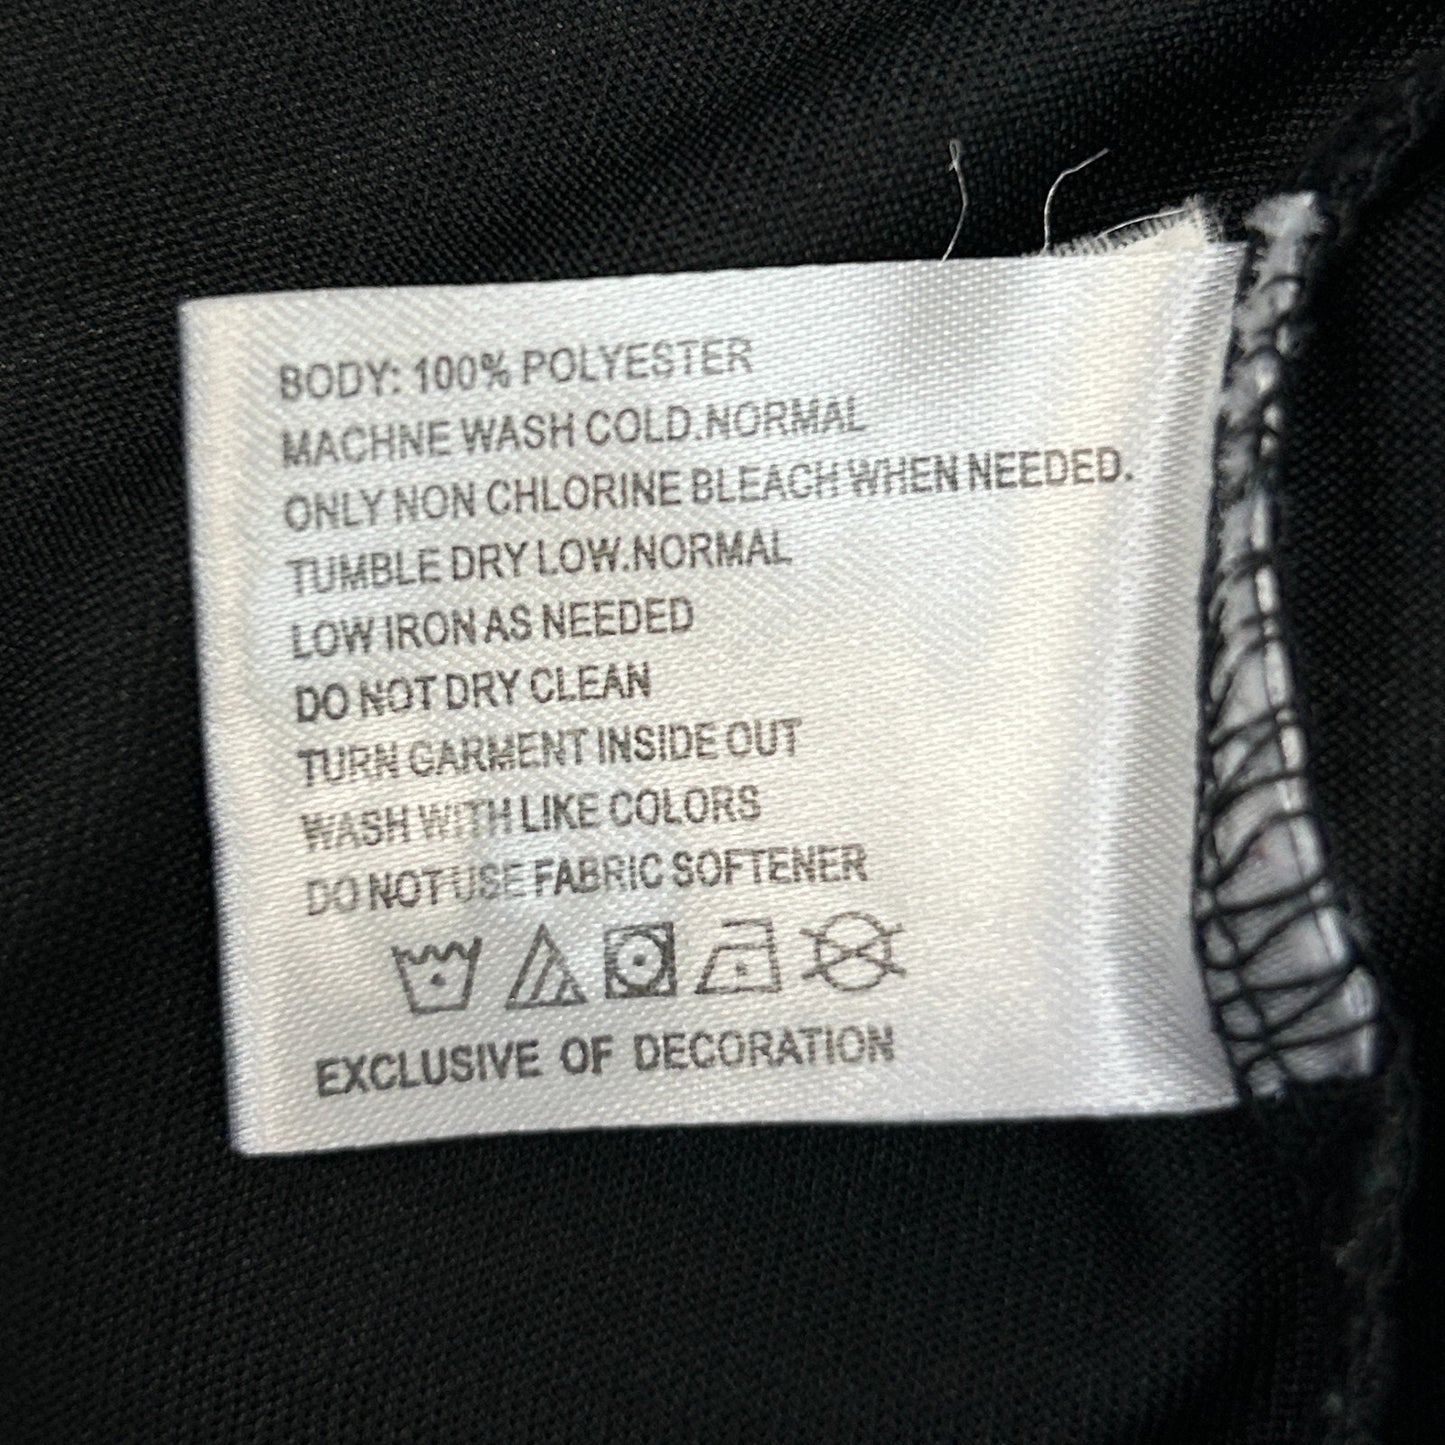 BODY: 100% POLYESTER
MACHNE WASH COLD.NORMAL
ONLY NON CHLORINE BLEACH WHEN NEEDED.
TUMBLE DRY LOW.NORMAL
LOW IRON AS NEEDED
DO NOT DRY CLEAN
TURN GARMENT INSIDE OUT
WASH WITH LIKE COLORS
DO NOT USE FABRIC SOFTENER
EXCLUSIVE OF DECORATION